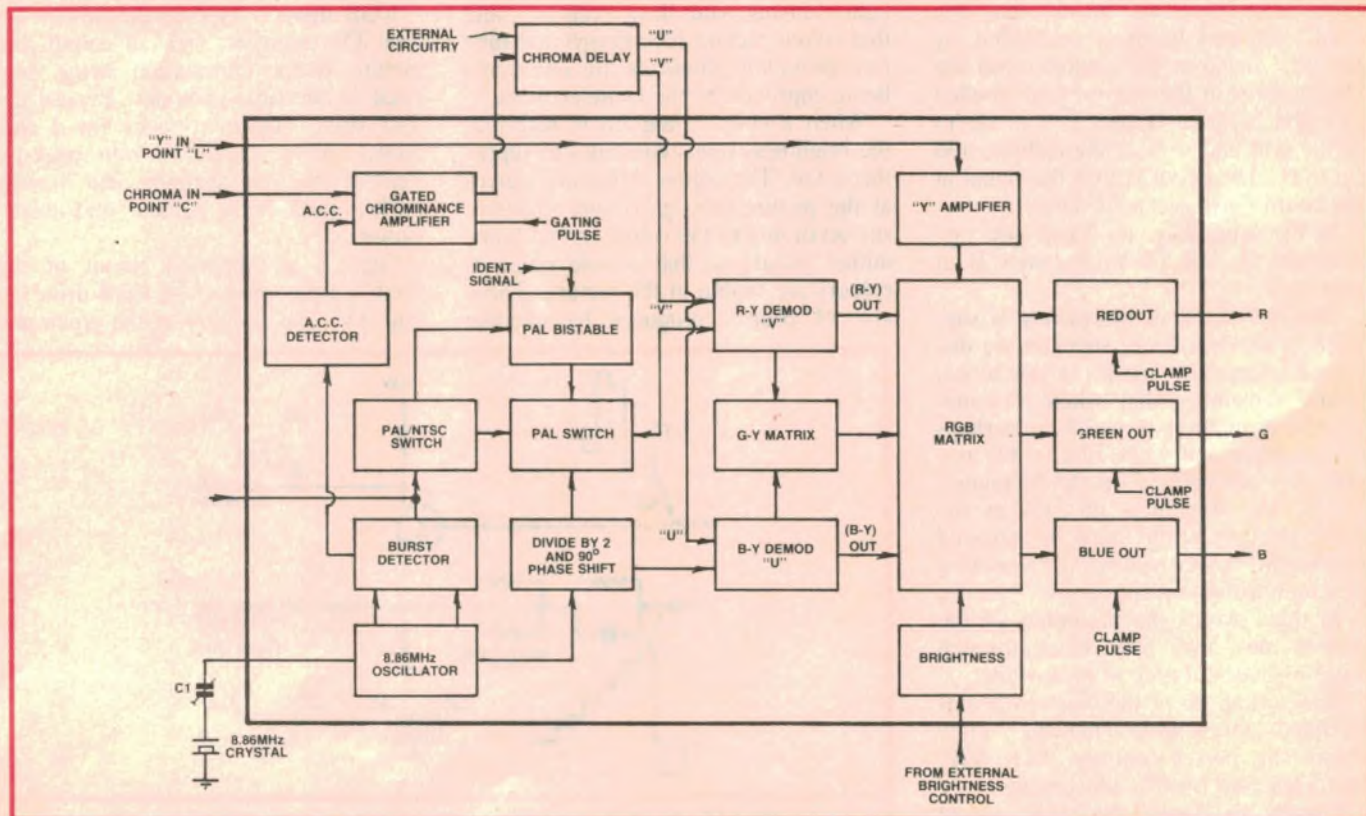 EXTERNAL
CIRCUITRY
CHROMA DELAY
"U"
"V"
"Y" IN
POINT "L"
CHROMA IN
POINT "C"
A.C.C.
GATED
CHROMINANCE
AMPLIFIER
GATING
PULSE
"Y" AMPLIFIER
IDENT
SIGNAL
A.C.C.
DETECTOR
PAL BISTABLE
"V"
R-Y DEMOD
"V"
(R-Y)
OUT
RED OUT
R
CLAMP
PULSE
PAL/NTSC
SWITCH
PAL SWITCH
G-Y MATRIX
RGB
MATRIX
GREEN OUT
G
CLAMP
PULSE
BURST
DETECTOR
DIVIDE BY 2
AND 90°
PHASE SHIFT
"U"
B-Y DEMOD
"U"
(B-Y)
OUT
BLUE OUT
B
8.86MHz
OSCILLATOR
BRIGHTNESS
CLAMP
PULSE
C1
8.86MHz
CRYSTAL
FROM EXTERNAL
BRIGHTNESS
CONTROL